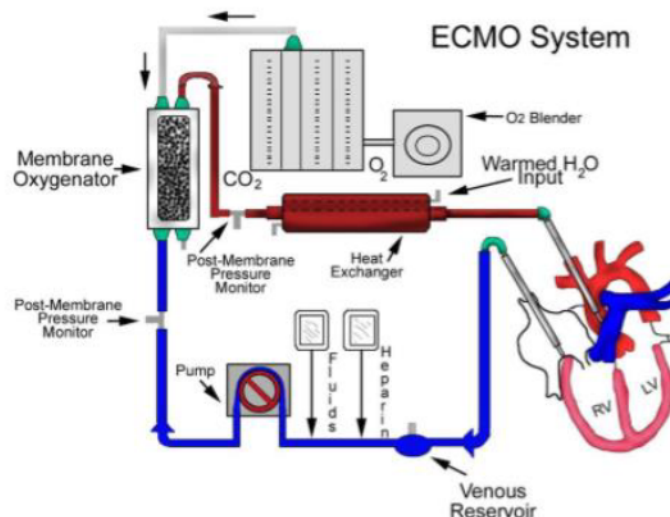 ECMO System
O2 Blender
Membrane
Oxygenator
CO2
O2
Warmed H2O
Input
Post-Membrane
Pressure
Monitor
Heat
Exchanger
Post-Membrane
Pressure
Monitor
Pump
Fluids
Heparin
RV
LV
Venous
Reservoir